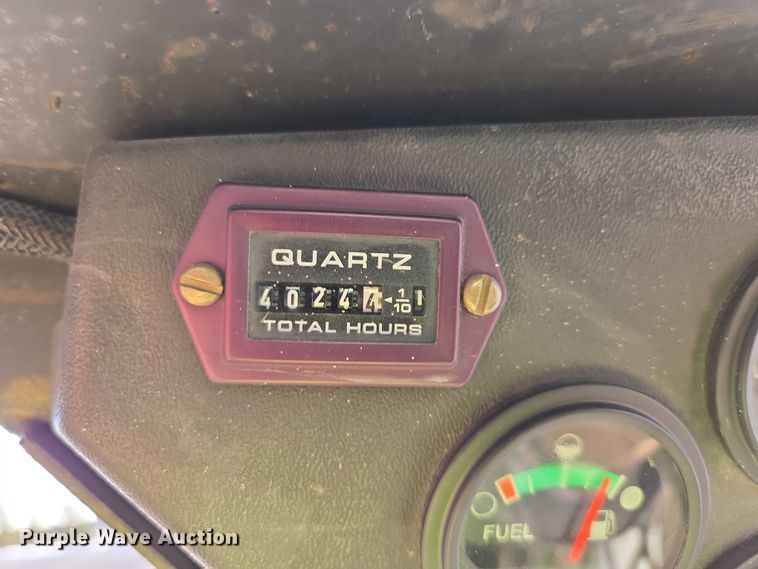 QUARTZ
40244 1/10
TOTAL HOURS
FUEL
Purple Wave Auction